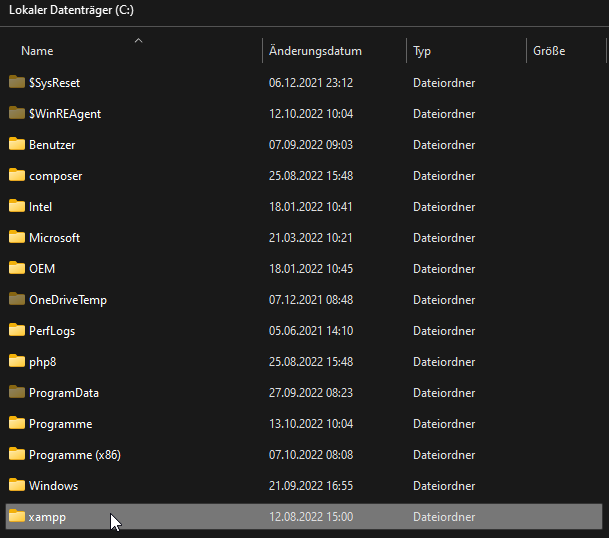 Lokaler Datenträger (C:)
Name Änderungsdatum Typ Größe
$SysReset 06.12.2021 23:12 Dateiordner
$WinREAgent 12.10.2022 10:04 Dateiordner
Benutzer 07.09.2022 09:03 Dateiordner
composer 25.08.2022 15:48 Dateiordner
Intel 18.01.2022 10:41 Dateiordner
Microsoft 21.03.2022 10:21 Dateiordner
OEM 18.01.2022 10:45 Dateiordner
OneDriveTemp 07.12.2021 08:48 Dateiordner
PerfLogs 05.06.2021 14:10 Dateiordner
php8 25.08.2022 15:48 Dateiordner
ProgramData 27.09.2022 08:23 Dateiordner
Programme 13.10.2022 10:04 Dateiordner
Programme (x86) 07.10.2022 08:08 Dateiordner
Windows 21.09.2022 16:55 Dateiordner
xampp 12.08.2022 15:00 Dateiordner